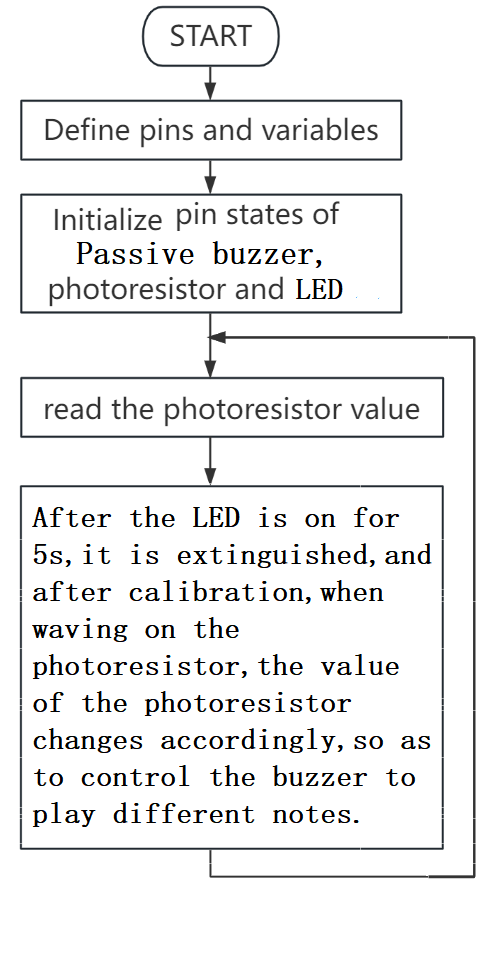 START
Define pins and variables
Initialize pin states of
Passive buzzer,
photoresistor and LED
read the photoresistor value
After the LED is on for
5s,it is extinguished,and
after calibration,when
waving on the
photoresistor,the value
of the photoresistor
changes accordingly,so as
to control the buzzer to
play different notes.